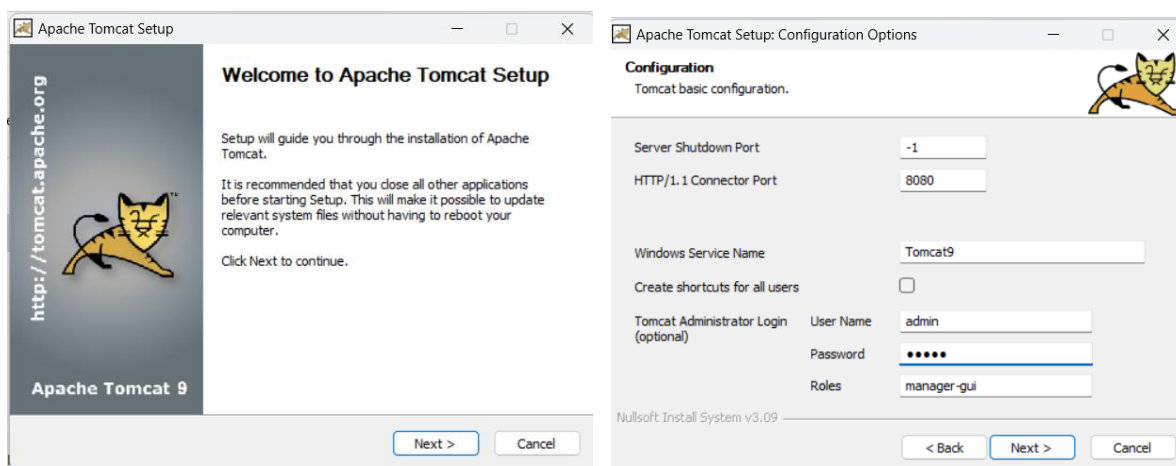 Apache Tomcat Setup
http://tomcat.apache.org
Apache Tomcat 9
Welcome to Apache Tomcat Setup
Setup will guide you through the installation of Apache
Tomcat.
It is recommended that you close all other applications
before starting Setup. This will make it possible to update
relevant system files without having to reboot your
computer.
Click Next to continue.
Next >
Cancel
Apache Tomcat Setup: Configuration Options
Configuration
Tomcat basic configuration.
Server Shutdown Port -1
HTTP/1.1 Connector Port 8080
Windows Service Name Tomcat9
Create shortcuts for all users
Tomcat Administrator Login
(optional)
User Name admin
Password •••••
Roles manager-gui
Nullsoft Install System v3.09
< Back
Next >
Cancel